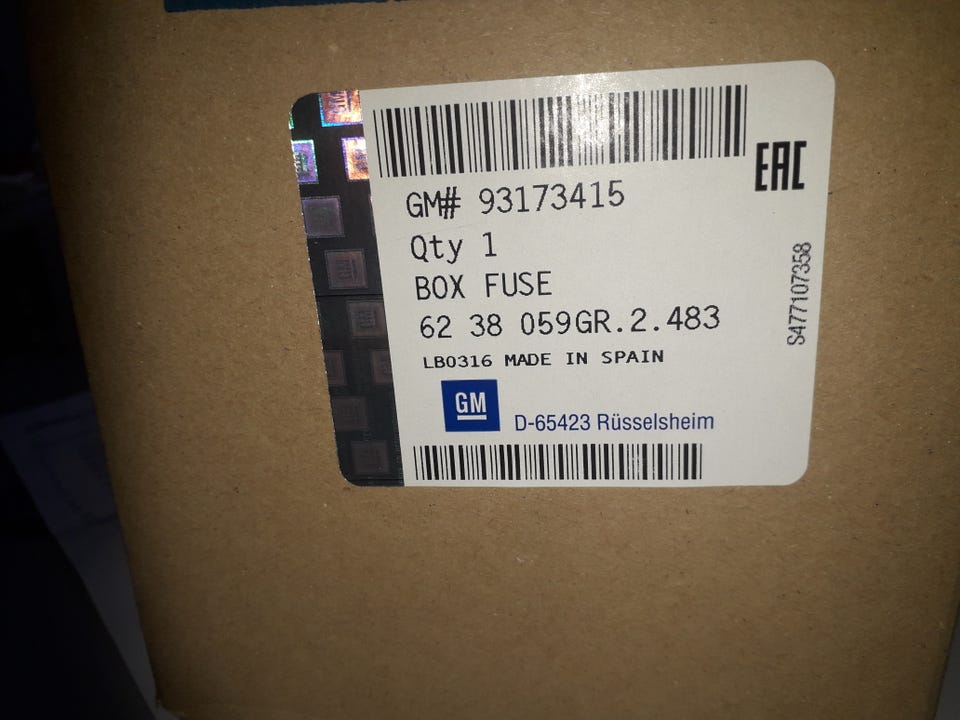 GM# 93173415
EAC
Qty 1
BOX FUSE
62 38 059GR.2.483
LB0316 MADE IN SPAIN
GM
D-65423 Rüsselsheim
S477107358